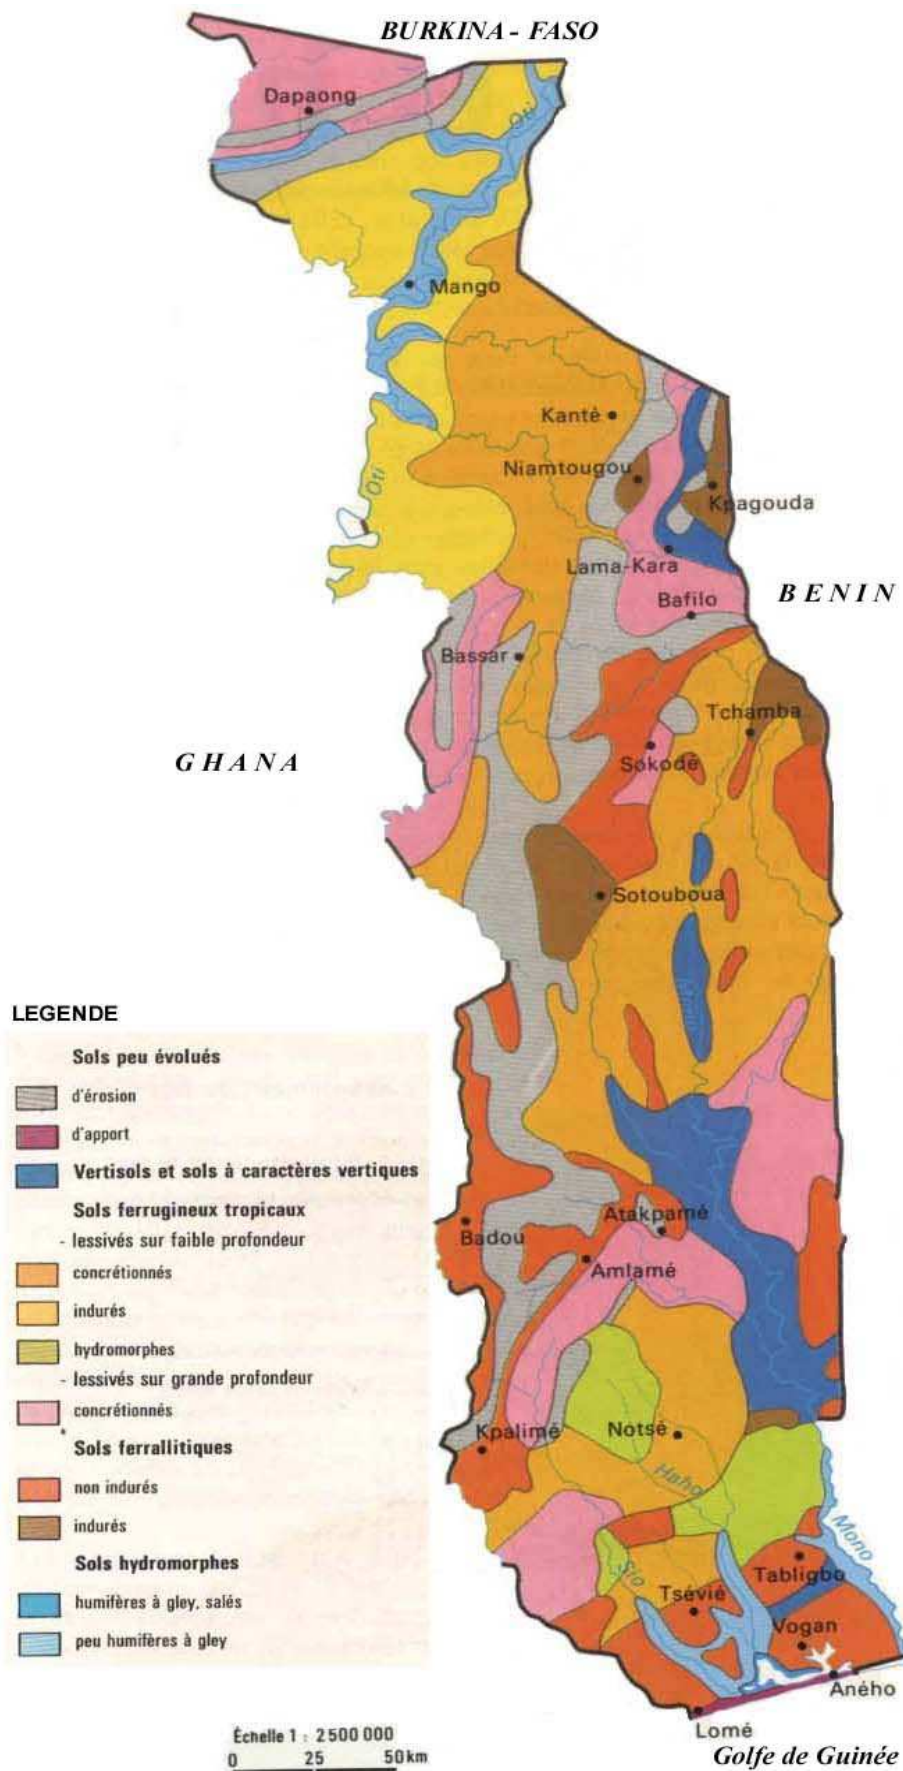 BURKINA - FASO
Dapaong
Oti
Mango
Kanté
Niamtougou
Oti
Kpagouda
Lama-Kara
BENIN
Bafilo
Bassar
Tchamba
GHANA
Sokodé
Sotouboua
Mono
LEGENDE
Sols peu évolués
d'érosion
d'apport
Vertisols et sols à caractères vertiques
Sols ferrugineux tropicaux
- lessivés sur faible profondeur
concrétionnés
indurés
hydromorphes
- lessivés sur grande profondeur
concrétionnés
Sols ferrallitiques
non indurés
indurés
Sols hydromorphes
humifères à gley, salés
peu humifères à gley
Atakpamé
Badou
Amlamé
Kpalimé
Notsé
Haho
Mono
Sio
Tabligbo
Tsévié
Vogan
Aného
Lomé
Échelle 1 : 2 500 000
0 25 50 km
Golfe de Guinée